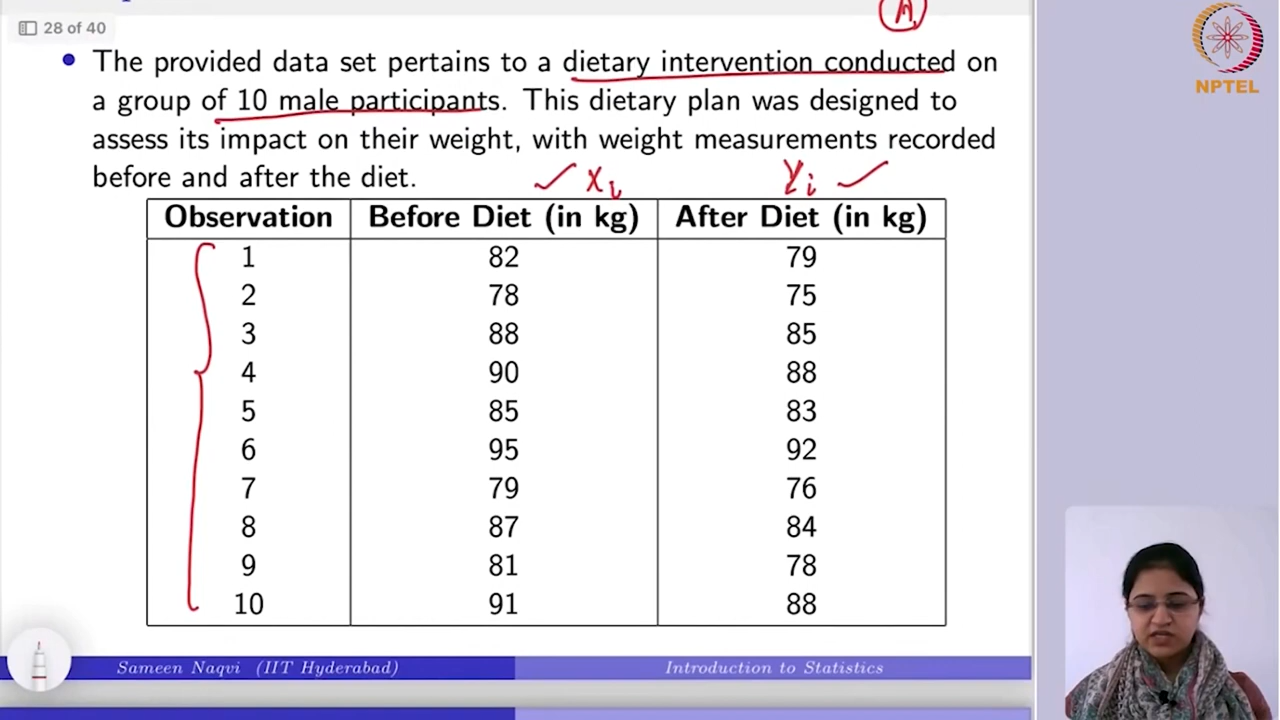 A.
28 of 40
NPTEL
• The provided data set pertains to a dietary intervention conducted on
a group of 10 male participants. This dietary plan was designed to
assess its impact on their weight, with weight measurements recorded
before and after the diet.
✓ Xi Yi ✓
Observation Before Diet (in kg) After Diet (in kg)
1 82 79
2 78 75
3 88 85
4 90 88
5 85 83
6 95 92
7 79 76
8 87 84
9 81 78
10 91 88
Sameen Naqvi (IIT Hyderabad) Introduction to Statistics